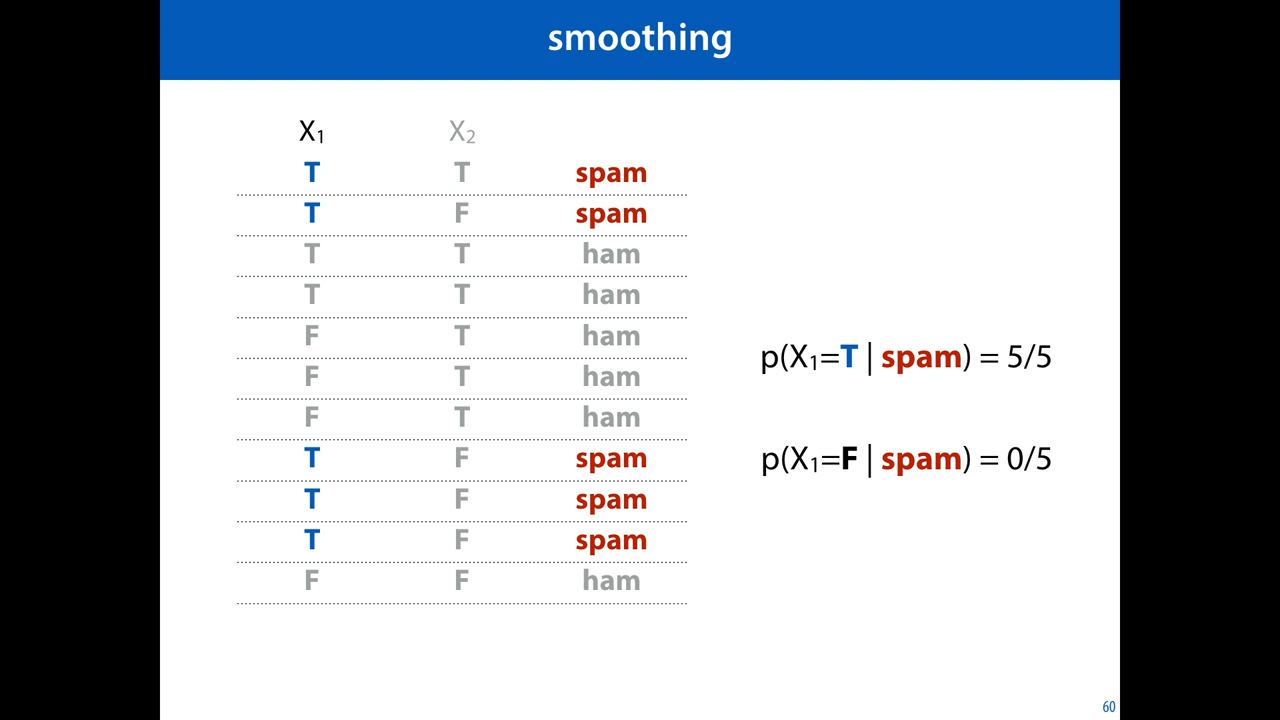 smoothing
X₁ X₂
T T spam
T F spam
T T ham
T T ham
F T ham
F T ham
F T ham
T F spam
T F spam
T F spam
F F ham
p(X₁=T | spam) = 5/5
p(X₁=F | spam) = 0/5
60